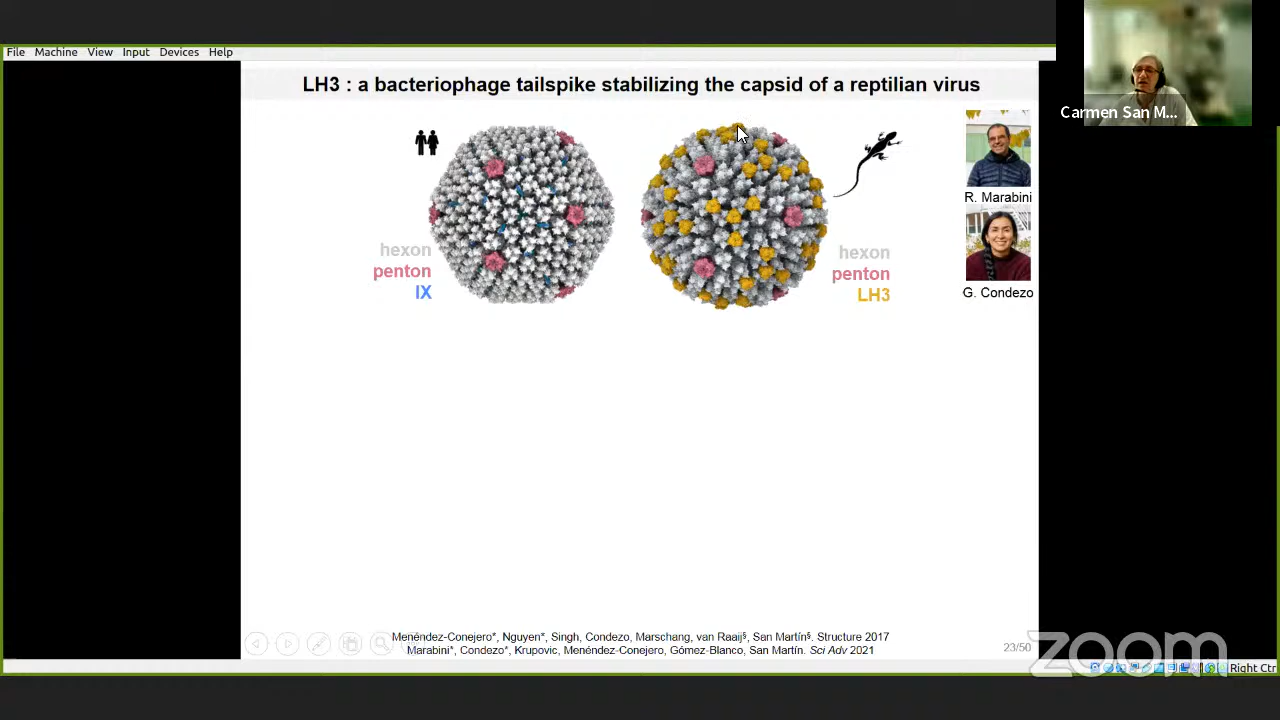 File Machine View Input Devices Help
LH3 : a bacteriophage tailspike stabilizing the capsid of a reptilian virus
Carmen San M...
R. Marabini
hexon
penton
IX
hexon
penton
LH3
G. Condezo
Menéndez-Conejero*, Nguyen*, Singh, Condezo, Marschang, van Raaij§, San Martín§. Structure 2017
Marabini*, Condezo*, Krupovic, Menéndez-Conejero, Gómez-Blanco, San Martín. Sci Adv 2021
23/50
zoom
Right Ctrl